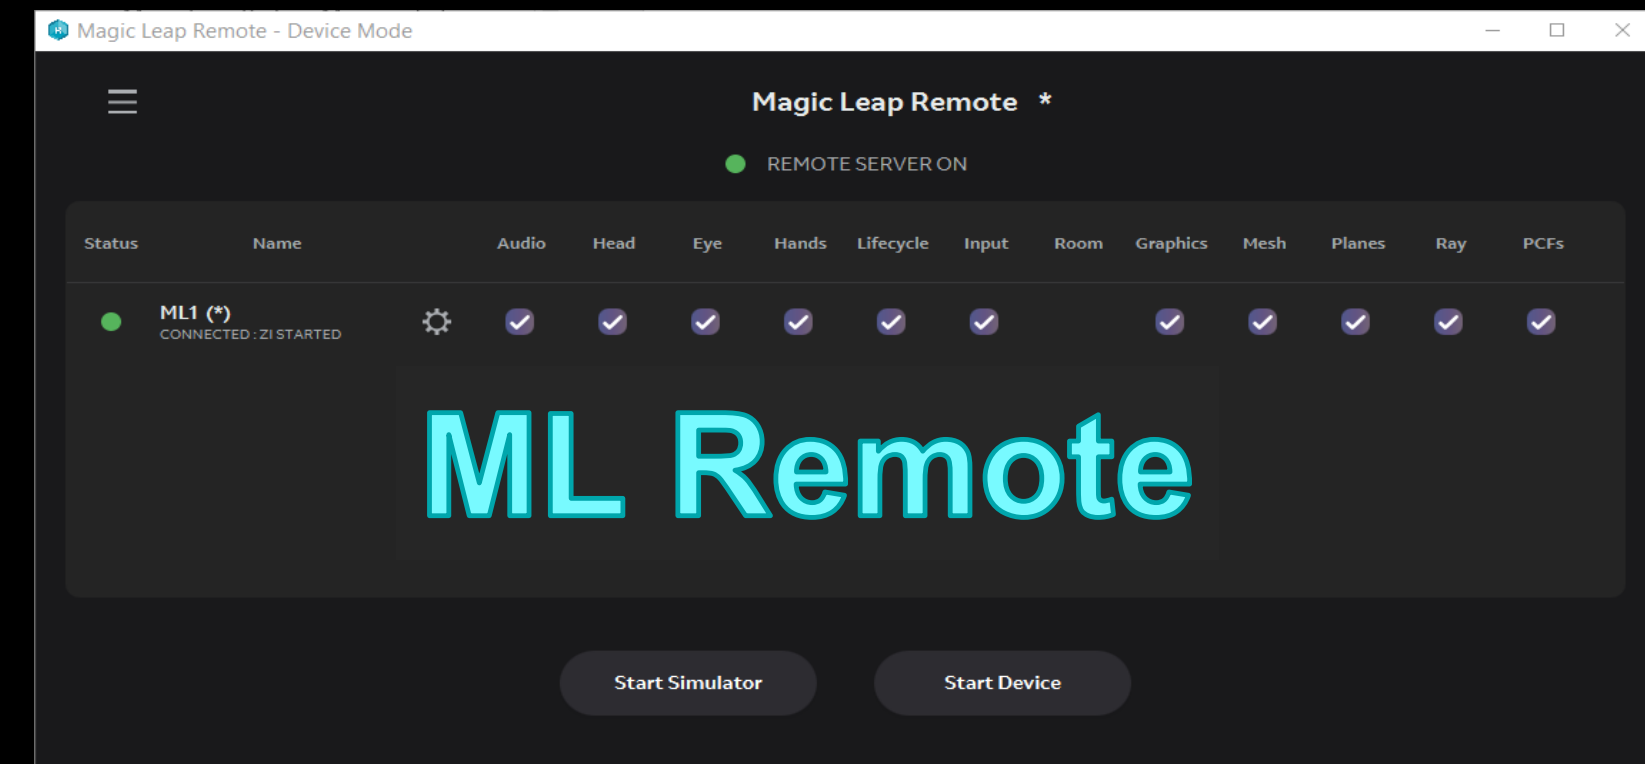 Magic Leap Remote - Device Mode
Magic Leap Remote *
REMOTE SERVER ON
Status Name Audio Head Eye Hands Lifecycle Input Room Graphics Mesh Planes Ray PCFs
ML1 (*)
CONNECTED : ZI STARTED
ML Remote
Start Simulator Start Device